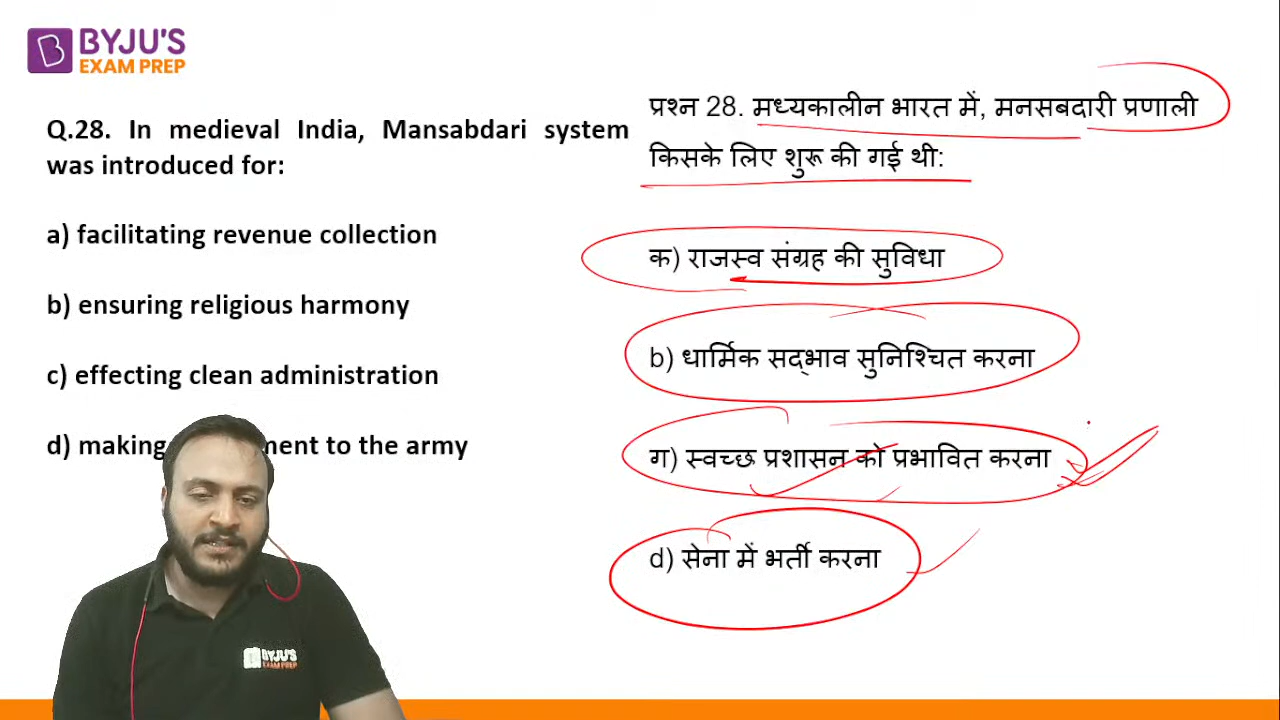 BYJU'S
EXAM PREP
Q.28. In medieval India, Mansabdari system
was introduced for:
a) facilitating revenue collection
b) ensuring religious harmony
c) effecting clean administration
d) making ment to the army
प्रश्न 28. मध्यकालीन भारत में, मनसबदारी प्रणाली
किसके लिए शुरू की गई थी:
क) राजस्व संग्रह की सुविधा
b) धार्मिक सद्भाव सुनिश्चित करना
ग) स्वच्छ प्रशासन को प्रभावित करना
d) सेना में भर्ती करना
BYJU'S
EXAM PREP